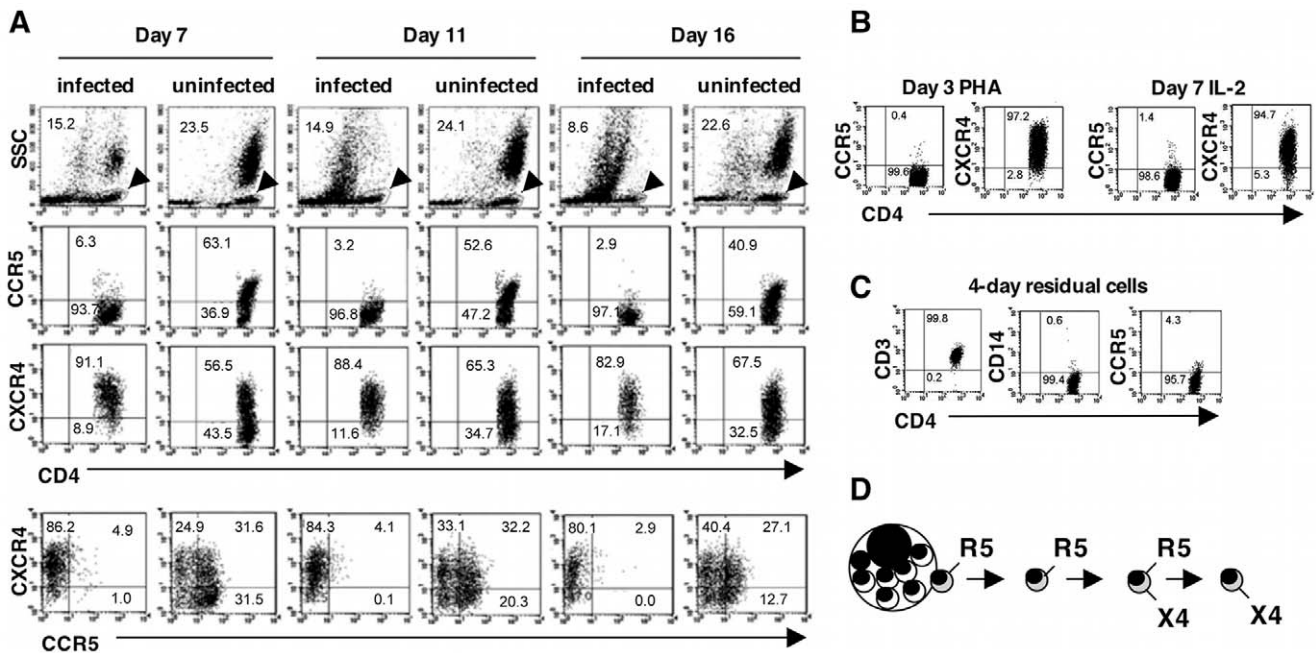 A
Day 7 Day 11 Day 16
infected uninfected infected uninfected infected uninfected
SSC
15.2 23.5 14.9 24.1 8.6 22.6
CCR5
6.3 63.1 3.2 52.6 2.9 40.9
93.7 36.9 96.8 47.2 97.1 59.1
CXCR4
91.1 56.5 88.4 65.3 82.9 67.5
8.9 43.5 11.6 34.7 17.1 32.5
CD4
CXCR4
86.2 4.9 24.9 31.6 84.3 4.1 33.1 32.2 80.1 2.9 40.4 27.1
1.0 31.5 0.1 20.3 0.0 12.7
CCR5
B
Day 3 PHA Day 7 IL-2
CCR5 CXCR4 CCR5 CXCR4
0.4 97.2 1.4 94.7
99.6 2.8 98.6 5.3
CD4
C
4-day residual cells
CD3 CD14 CCR5
99.8 0.6 4.3
0.2 99.4 95.7
CD4
D
R5 R5 R5
X4 X4